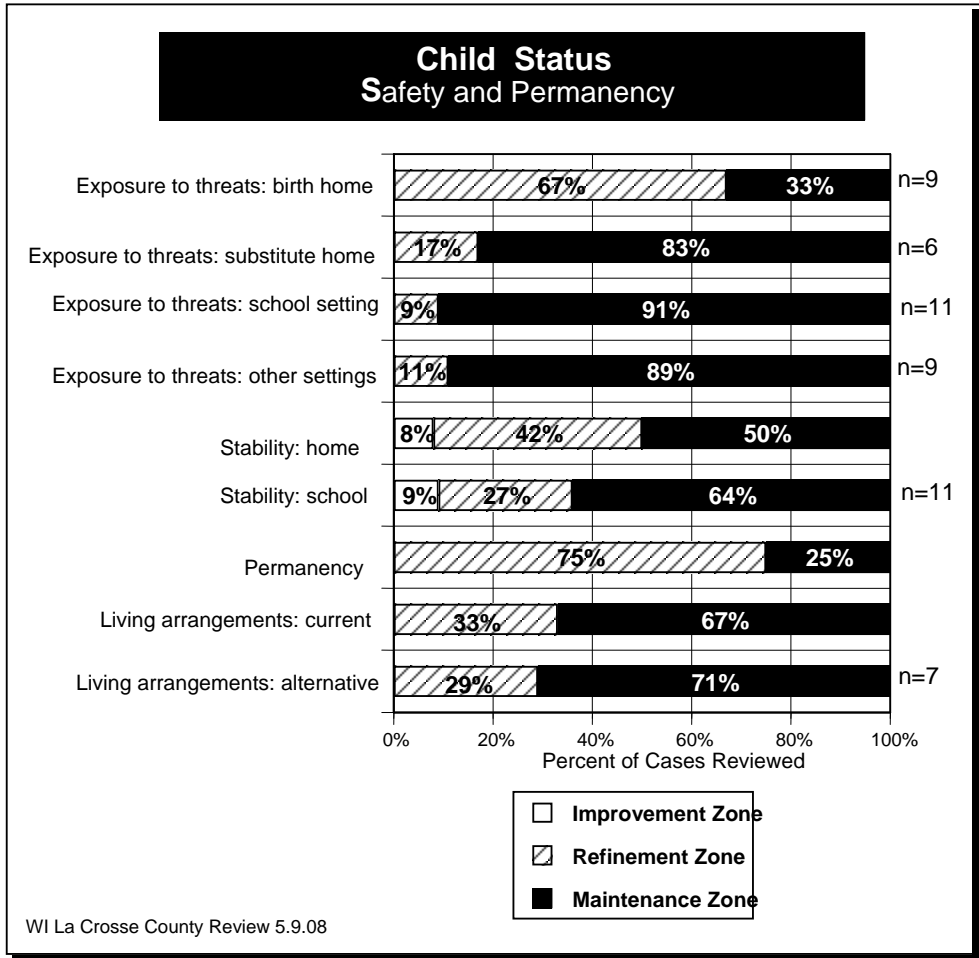 Child Status
Safety and Permanency
Exposure to threats: birth home 67% 33% n=9
Exposure to threats: substitute home 17% 83% n=6
Exposure to threats: school setting 9% 91% n=11
Exposure to threats: other settings 11% 89% n=9
Stability: home 8% 42% 50%
Stability: school 9% 27% 64% n=11
Permanency 75% 25%
Living arrangements: current 33% 67%
Living arrangements: alternative 29% 71% n=7
0% 20% 40% 60% 80% 100%
Percent of Cases Reviewed
Improvement Zone
Refinement Zone
Maintenance Zone
WI La Crosse County Review 5.9.08